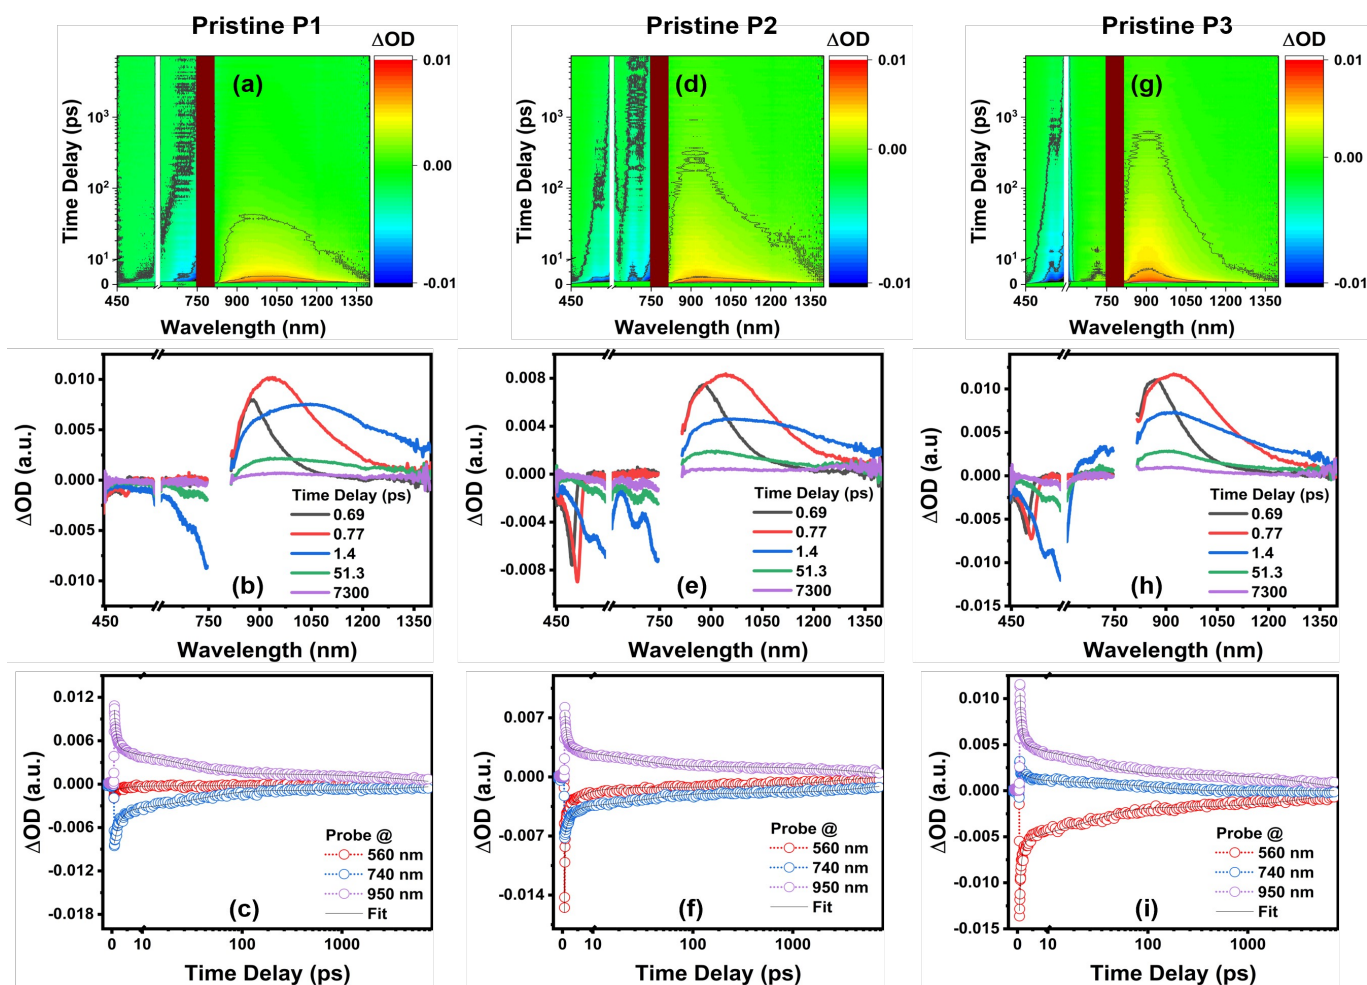 Pristine P1
Pristine P2
Pristine P3
ΔOD
ΔOD
ΔOD
(a)
(d)
(g)
0.01
0.00
-0.01
0.01
0.00
-0.01
0.01
0.00
-0.01
Time Delay (ps)
10³
10²
10¹
0
Time Delay (ps)
10³
10²
10¹
0
Time Delay (ps)
10³
10²
10¹
0
450 750 900 1050 1200 1350
450 750 900 1050 1200 1350
450 750 900 1050 1200 1350
Wavelength (nm)
Wavelength (nm)
Wavelength (nm)
ΔOD (a.u.)
0.010
0.005
0.000
-0.005
-0.010
Time Delay (ps)
0.69
0.77
1.4
51.3
7300
(b)
450 750 900 1050 1200 1350
Wavelength (nm)
ΔOD (a.u.)
0.008
0.004
0.000
-0.004
-0.008
Time Delay (ps)
0.69
0.77
1.4
51.3
7300
(e)
450 750 900 1050 1200 1350
Wavelength (nm)
ΔOD (a.u)
0.010
0.005
0.000
-0.005
-0.010
-0.015
Time Delay (ps)
0.69
0.77
1.4
51.3
7300
(h)
450 750 900 1050 1200 1350
Wavelength (nm)
ΔOD (a.u.)
0.012
0.006
0.000
-0.006
-0.012
-0.018
Probe @
560 nm
740 nm
950 nm
Fit
(c)
0 10 100 1000
Time Delay (ps)
ΔOD (a.u.)
0.007
0.000
-0.007
-0.014
Probe @
560 nm
740 nm
950 nm
Fit
(f)
0 10 100 1000
Time Delay (ps)
ΔOD (a.u.)
0.010
0.005
0.000
-0.005
-0.010
-0.015
Probe @
560 nm
740 nm
950 nm
Fit
(i)
0 10 100 1000
Time Delay (ps)